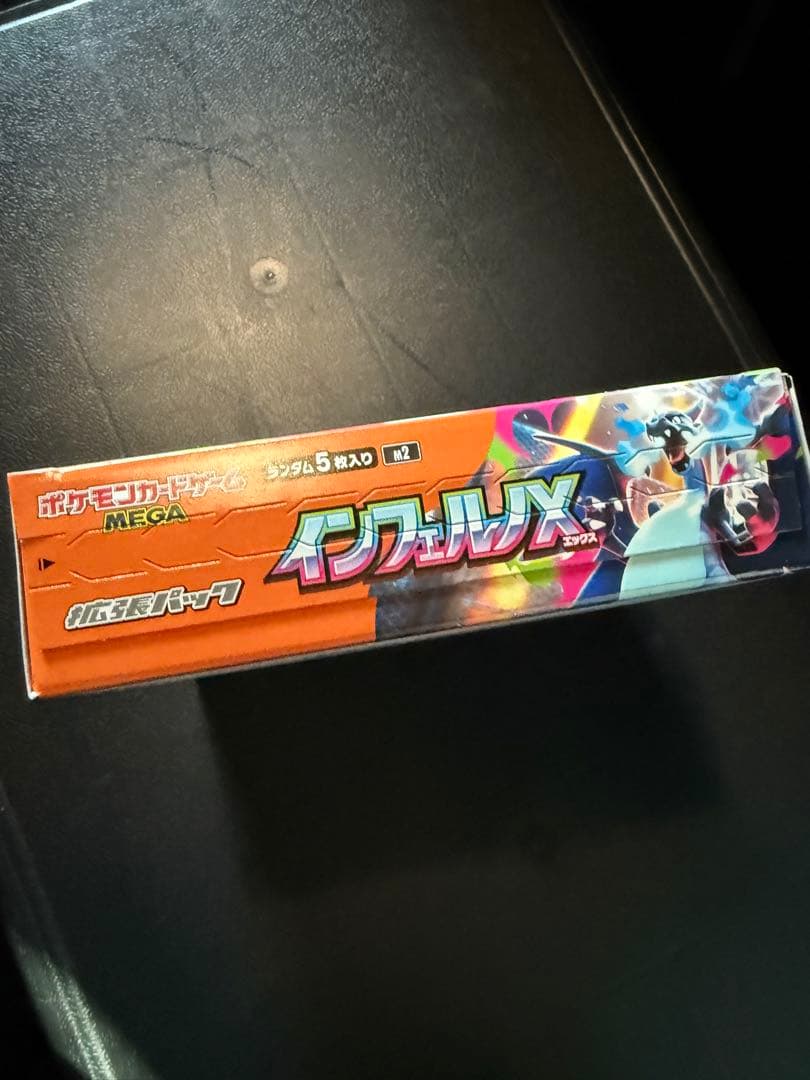 ポケモンカードゲーム
MEGA
ランダム5枚入り
M2
インフェルノX
エックス
拡張パック